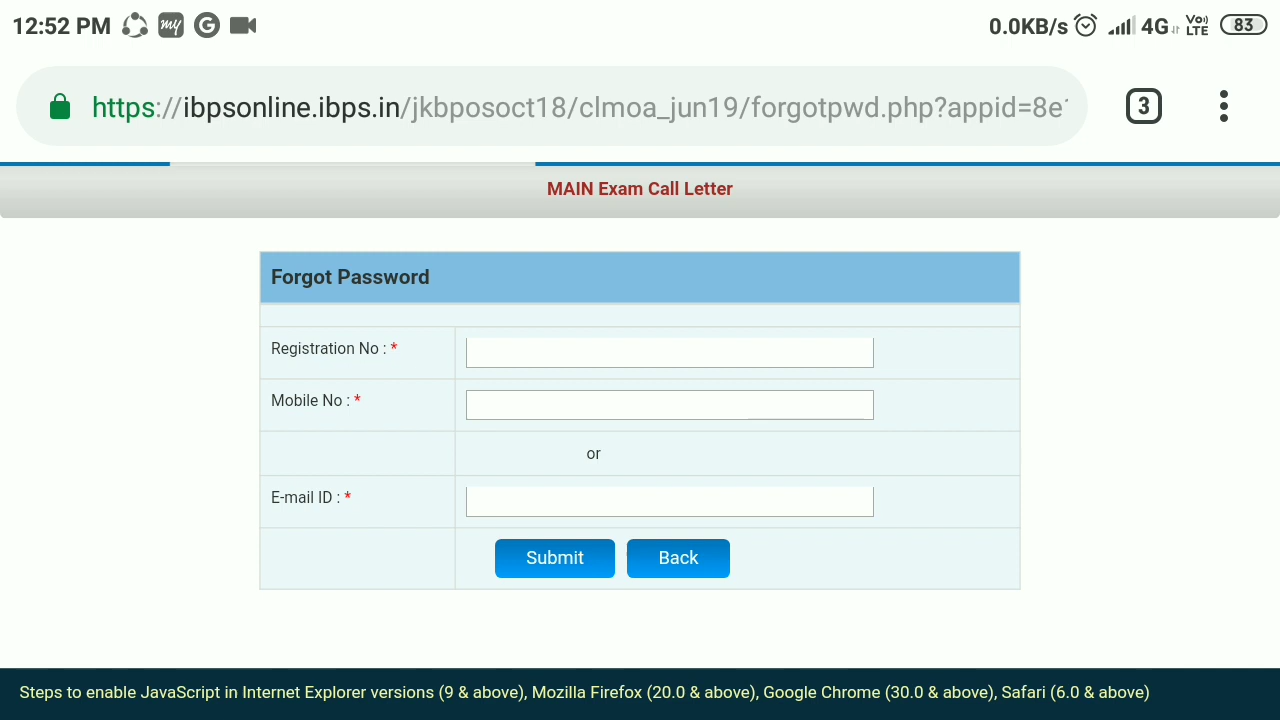 12:52 PM my G 0.0KB/s 4G Vo) LTE 83
https://ibpsonline.ibps.in/jkbposoct18/clmoa_jun19/forgotpwd.php?appid=8e 3
MAIN Exam Call Letter
Forgot Password
Registration No : *
Mobile No : *
or
E-mail ID : *
Submit Back
Steps to enable JavaScript in Internet Explorer versions (9 & above), Mozilla Firefox (20.0 & above), Google Chrome (30.0 & above), Safari (6.0 & above)